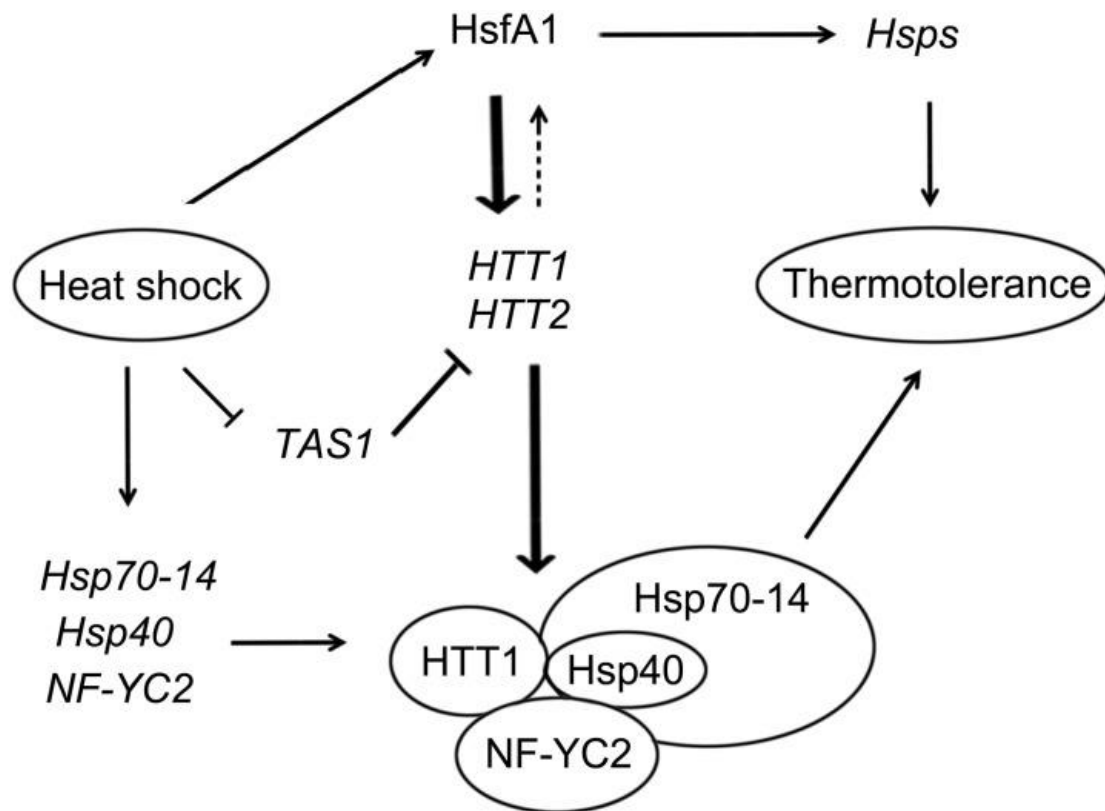 HsfA1
Hsps
Heat shock
HTT1
HTT2
Thermotolerance
TAS1
Hsp70-14
Hsp40
NF-YC2
Hsp70-14
HTT1
Hsp40
NF-YC2